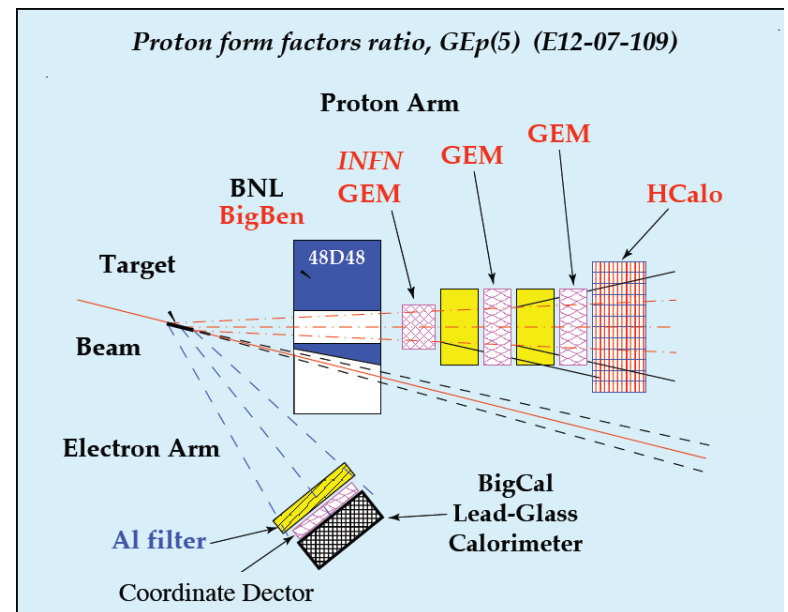 Proton form factors ratio, GEp(5) (E12-07-109)
Proton Arm
GEM
INFN
GEM
GEM
BNL
BigBen
HCalo
48D48
Target
Beam
Electron Arm
BigCal
Lead-Glass
Calorimeter
Al filter
Coordinate Dector